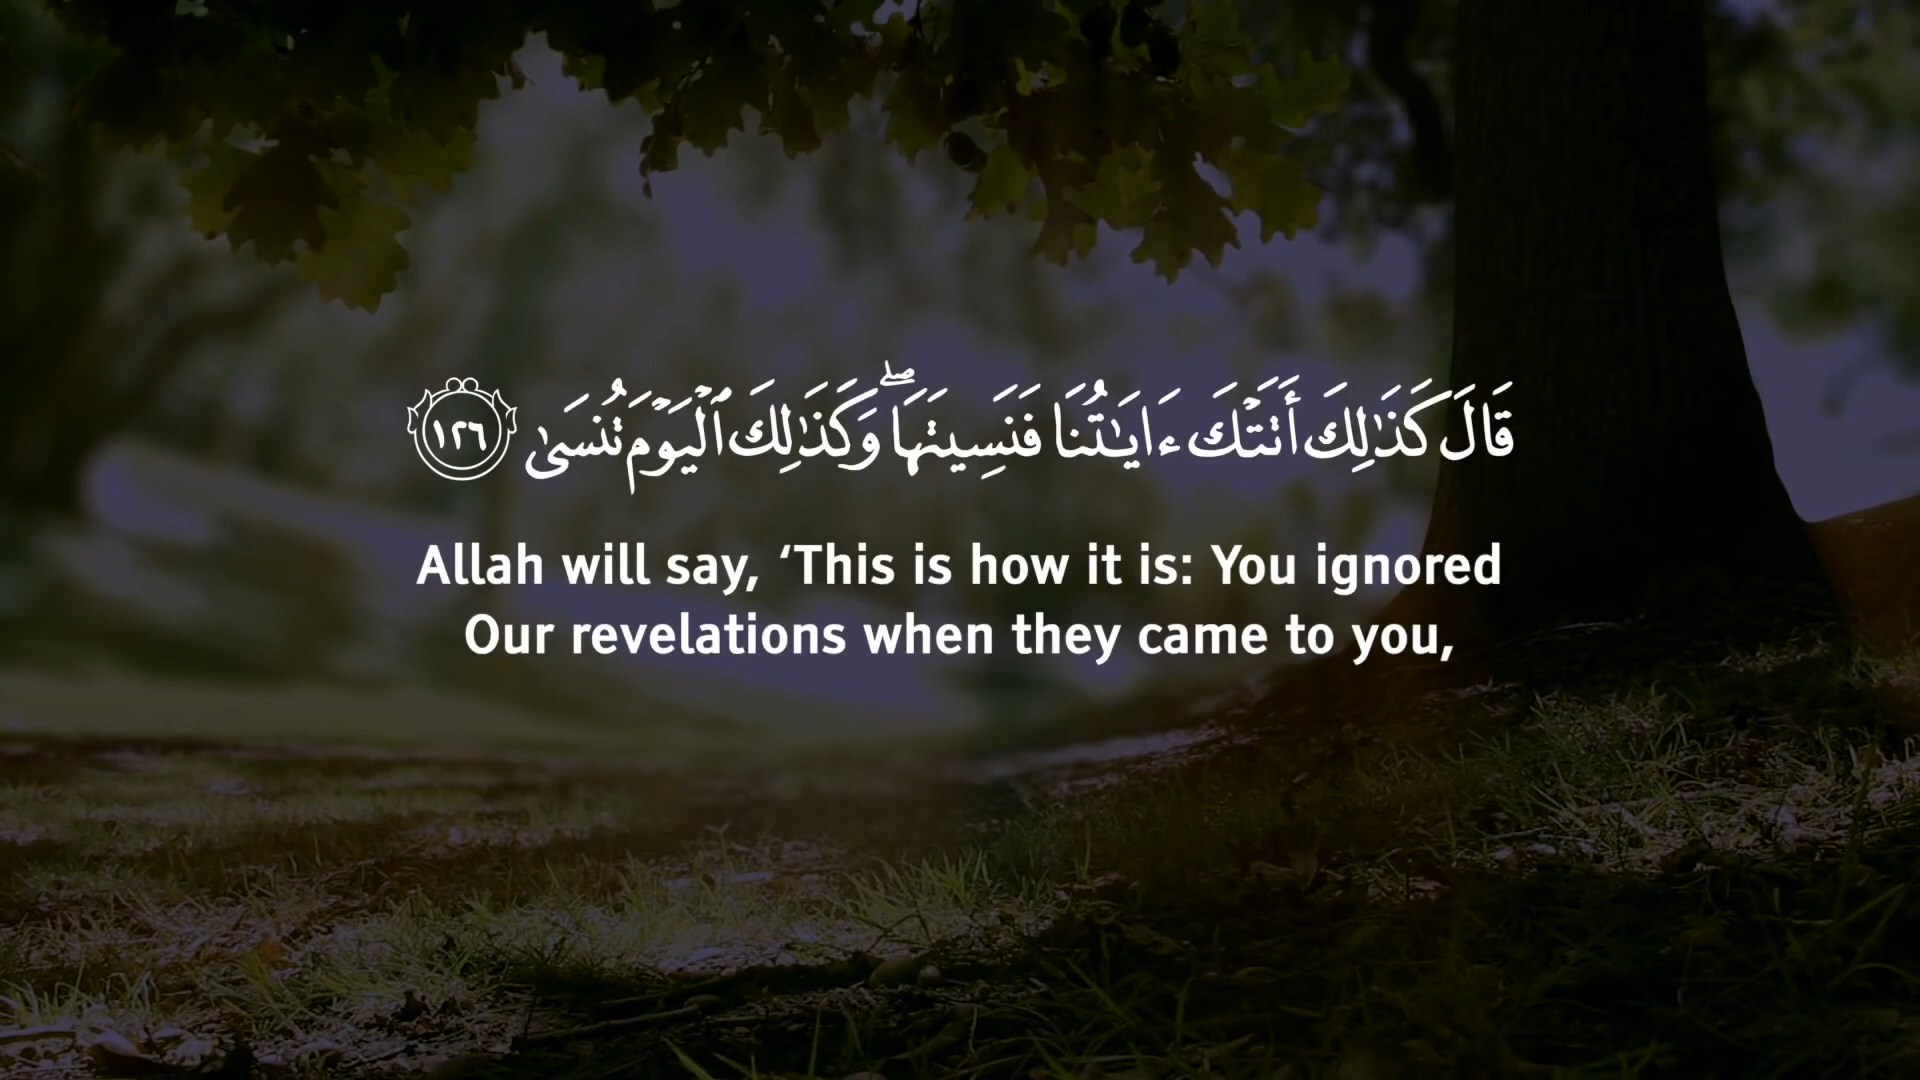 قَالَ كَذَٰلِكَ أَتَتْكَ ءَايَـٰتُنَا فَنَسِيتَهَا ۖ وَكَذَٰلِكَ ٱلْيَوْمَ تُنسَىٰ ١٢٦
Allah will say, ‘This is how it is: You ignored
Our revelations when they came to you,